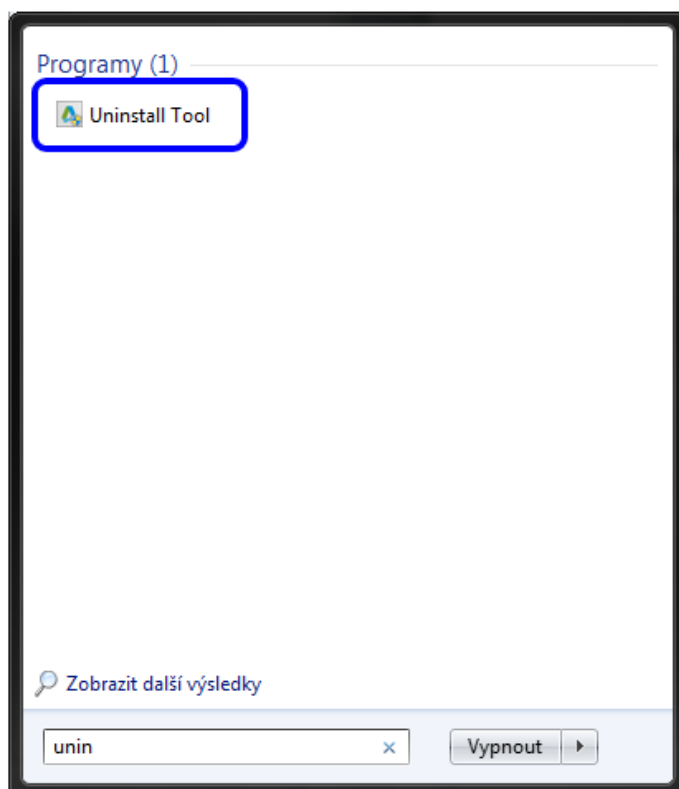 Programy (1)
Uninstall Tool
Zobrazit další výsledky
unin
Vypnout